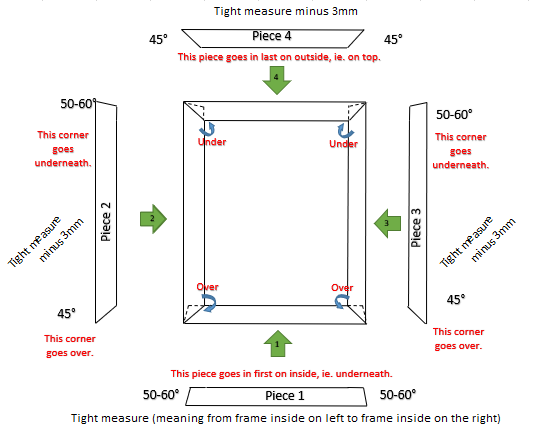 Tight measure minus 3mm
45°
Piece 4
45°
This piece goes in last on outside, ie. on top.
4
50-60°
This corner
goes
underneath.
50-60°
This corner
goes
underneath.
Under
Under
Piece 2
2
3
Piece 3
Tight measure
minus 3mm
Tight measure
minus 3mm
Over
Over
45°
This corner
goes over.
45°
This corner
goes over.
1
This piece goes in first on inside, ie. underneath.
50-60°
Piece 1
50-60°
Tight measure (meaning from frame inside on left to frame inside on the right)